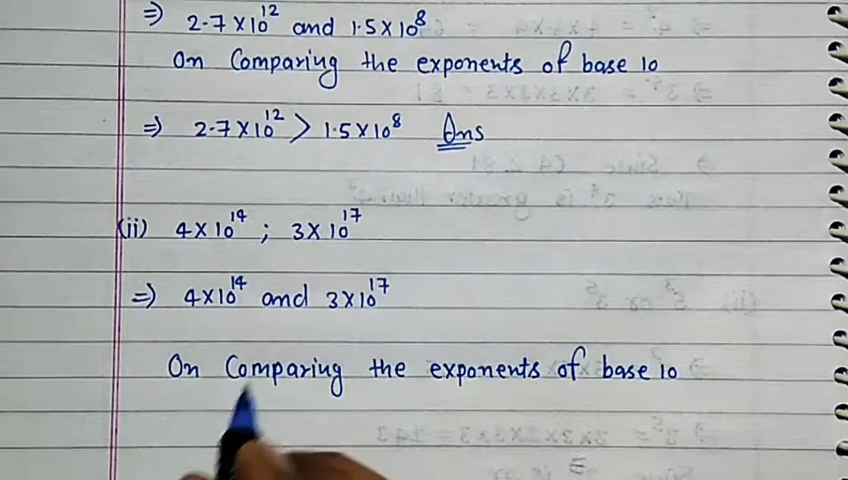 ⇒ 2.7×10¹² and 1.5×10⁸
On Comparing the exponents of base 10
⇒ 2.7×10¹² > 1.5×10⁸ Ans
(ii) 4×10¹⁴ ; 3×10¹⁷
⇒ 4×10¹⁴ and 3×10¹⁷
On Comparing the exponents of base 10